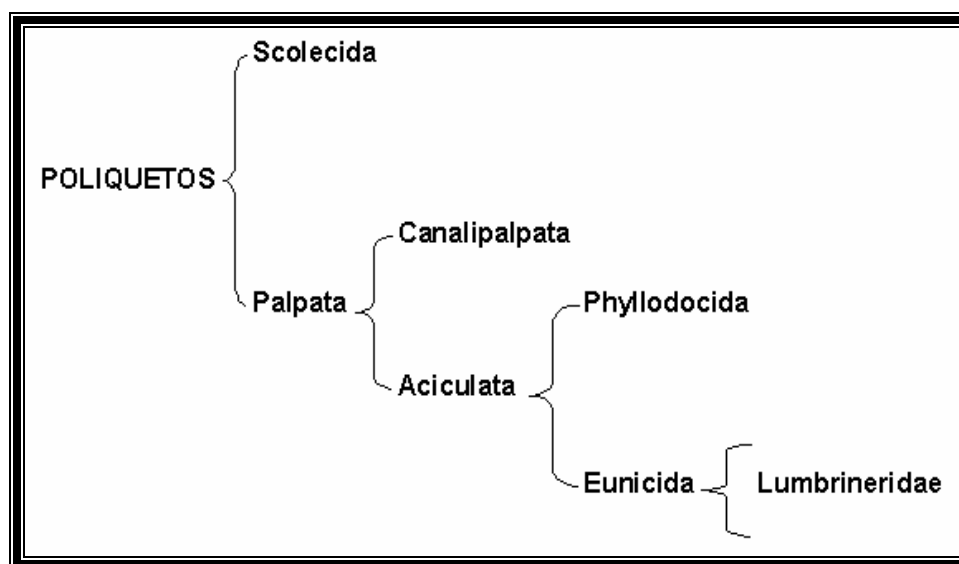 Scolecida
POLIQUETOS
Canalipalpata
Palpata
Phyllodocida
Aciculata
Eunicida
Lumbrineridae